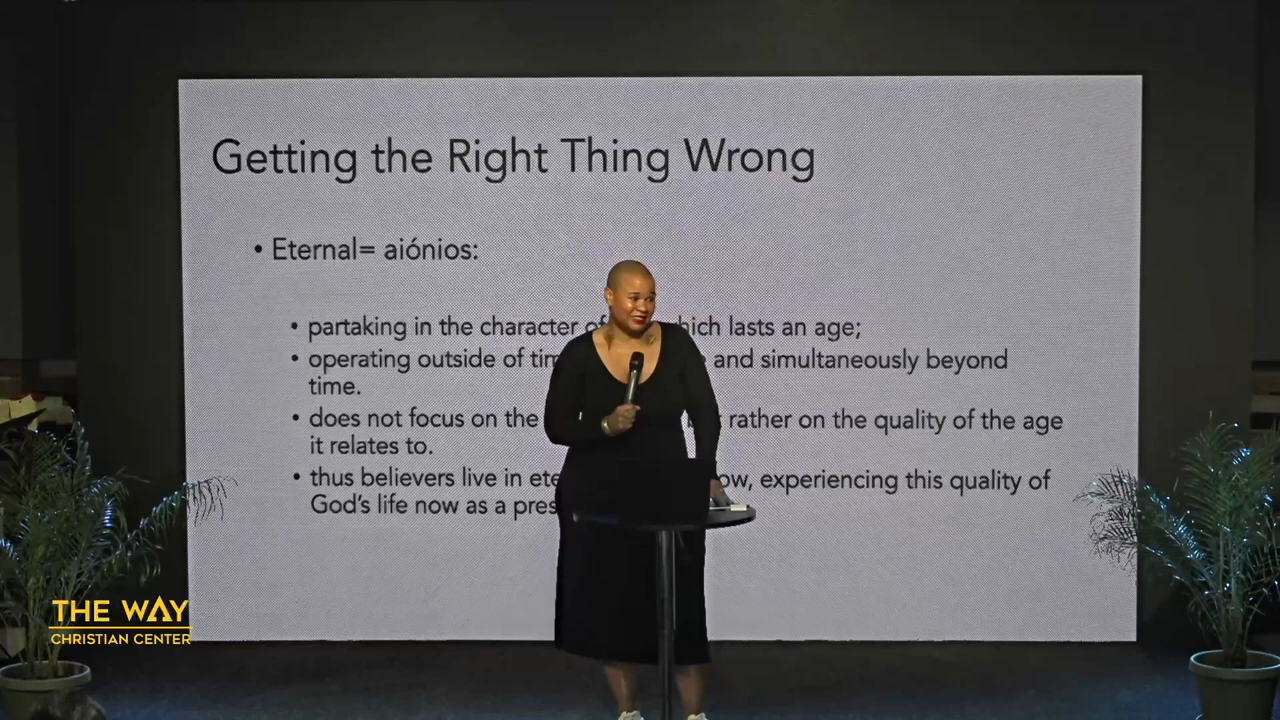 Getting the Right Thing Wrong
• Eternal= aiónios:
• partaking in the character of hich lasts an age;
• operating outside of tim and simultaneously beyond
time.
• does not focus on the rather on the quality of the age
it relates to.
• thus believers live in ete ow, experiencing this quality of
God's life now as a pres
THE WAY
CHRISTIAN CENTER